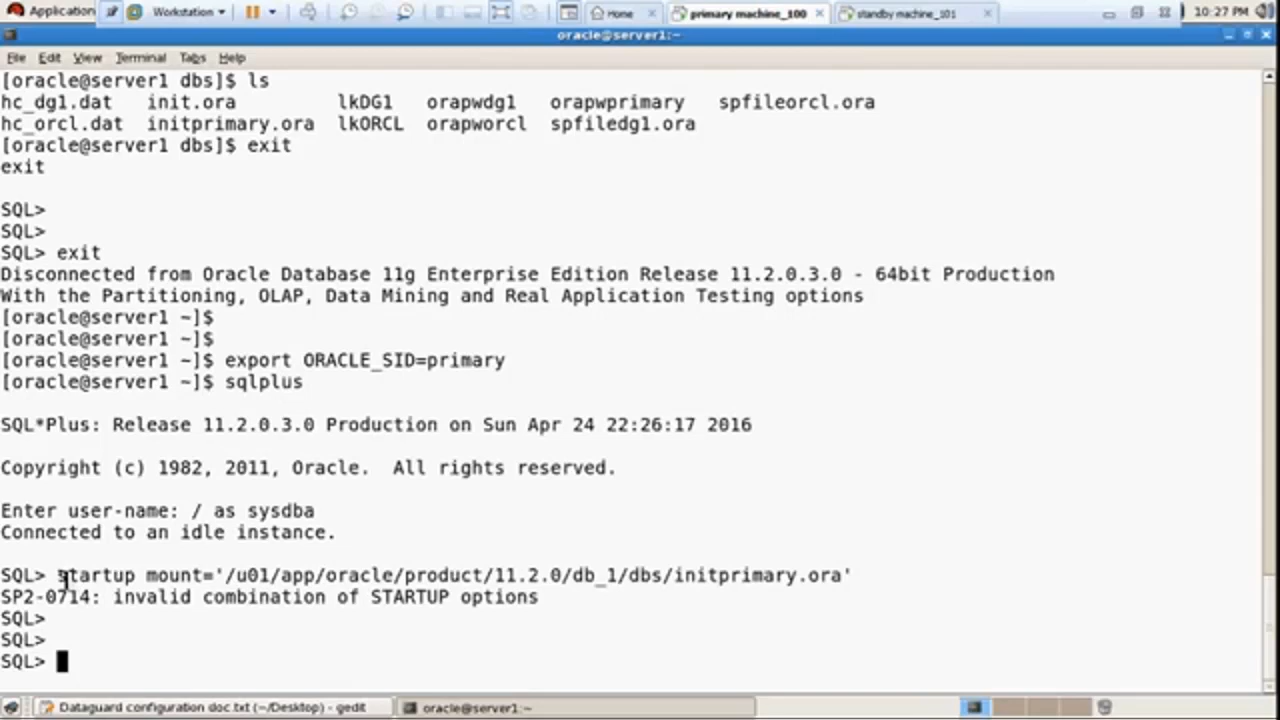 Application
Workstation
Home
primary machine_100
standby machine_101
10:27 PM
oracle@server1:~
File Edit View Terminal Tabs Help
[oracle@server1 dbs]$ ls
hc_dg1.dat init.ora lkDG1 orapwdg1 orapwprimary spfileorcl.ora
hc_orcl.dat initprimary.ora lkORCL orapworcl spfiledg1.ora
[oracle@server1 dbs]$ exit
exit
SQL>
SQL>
SQL> exit
Disconnected from Oracle Database 11g Enterprise Edition Release 11.2.0.3.0 - 64bit Production
With the Partitioning, OLAP, Data Mining and Real Application Testing options
[oracle@server1 ~]$
[oracle@server1 ~]$
[oracle@server1 ~]$ export ORACLE_SID=primary
[oracle@server1 ~]$ sqlplus
SQL*Plus: Release 11.2.0.3.0 Production on Sun Apr 24 22:26:17 2016
Copyright (c) 1982, 2011, Oracle. All rights reserved.
Enter user-name: / as sysdba
Connected to an idle instance.
SQL> startup mount='/u01/app/oracle/product/11.2.0/db_1/dbs/initprimary.ora'
SP2-0714: invalid combination of STARTUP options
SQL>
SQL>
SQL>
Dataguard configuration doc.txt (~/Desktop) - gedit
oracle@server1:~